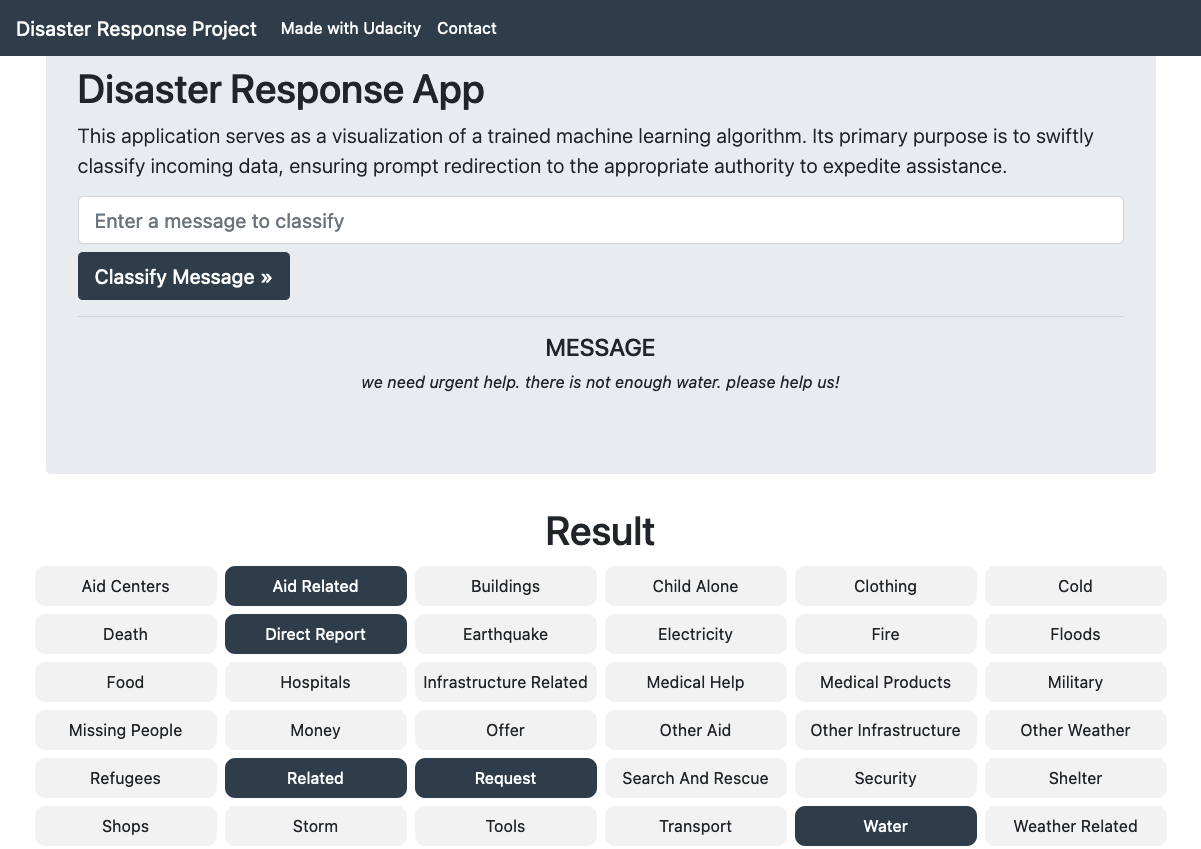 Disaster Response Project Made with Udacity Contact
Disaster Response App
This application serves as a visualization of a trained machine learning algorithm. Its primary purpose is to swiftly
classify incoming data, ensuring prompt redirection to the appropriate authority to expedite assistance.
Enter a message to classify
Classify Message »
MESSAGE
we need urgent help. there is not enough water. please help us!
Result
Aid Centers Aid Related Buildings Child Alone Clothing Cold
Death Direct Report Earthquake Electricity Fire Floods
Food Hospitals Infrastructure Related Medical Help Medical Products Military
Missing People Money Offer Other Aid Other Infrastructure Other Weather
Refugees Related Request Search And Rescue Security Shelter
Shops Storm Tools Transport Water Weather Related